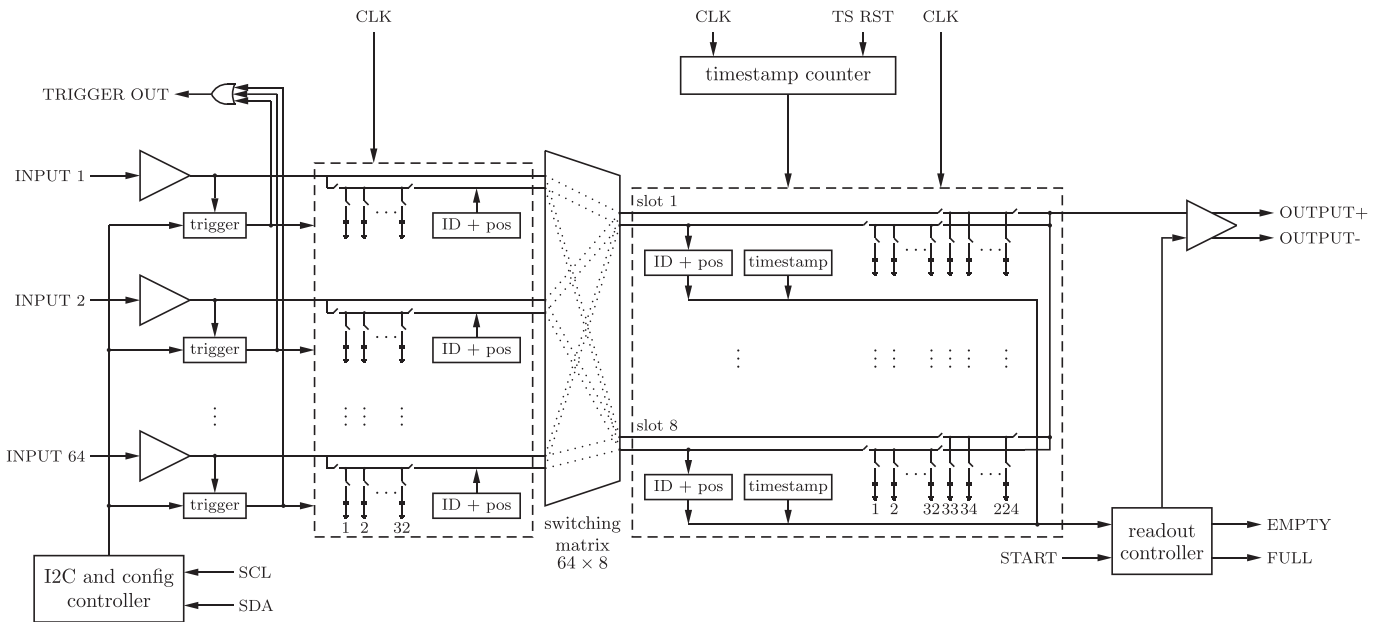 CLK
CLK
TS RST
CLK
timestamp counter
TRIGGER OUT
INPUT 1
trigger
ID + pos
slot 1
ID + pos
timestamp
OUTPUT+
OUTPUT-
INPUT 2
trigger
ID + pos
slot 8
INPUT 64
trigger
ID + pos
1 2 32
ID + pos
timestamp
1 2 32 33 34 224
switching
matrix
64 × 8
readout
controller
START
EMPTY
FULL
I2C and config
controller
SCL
SDA